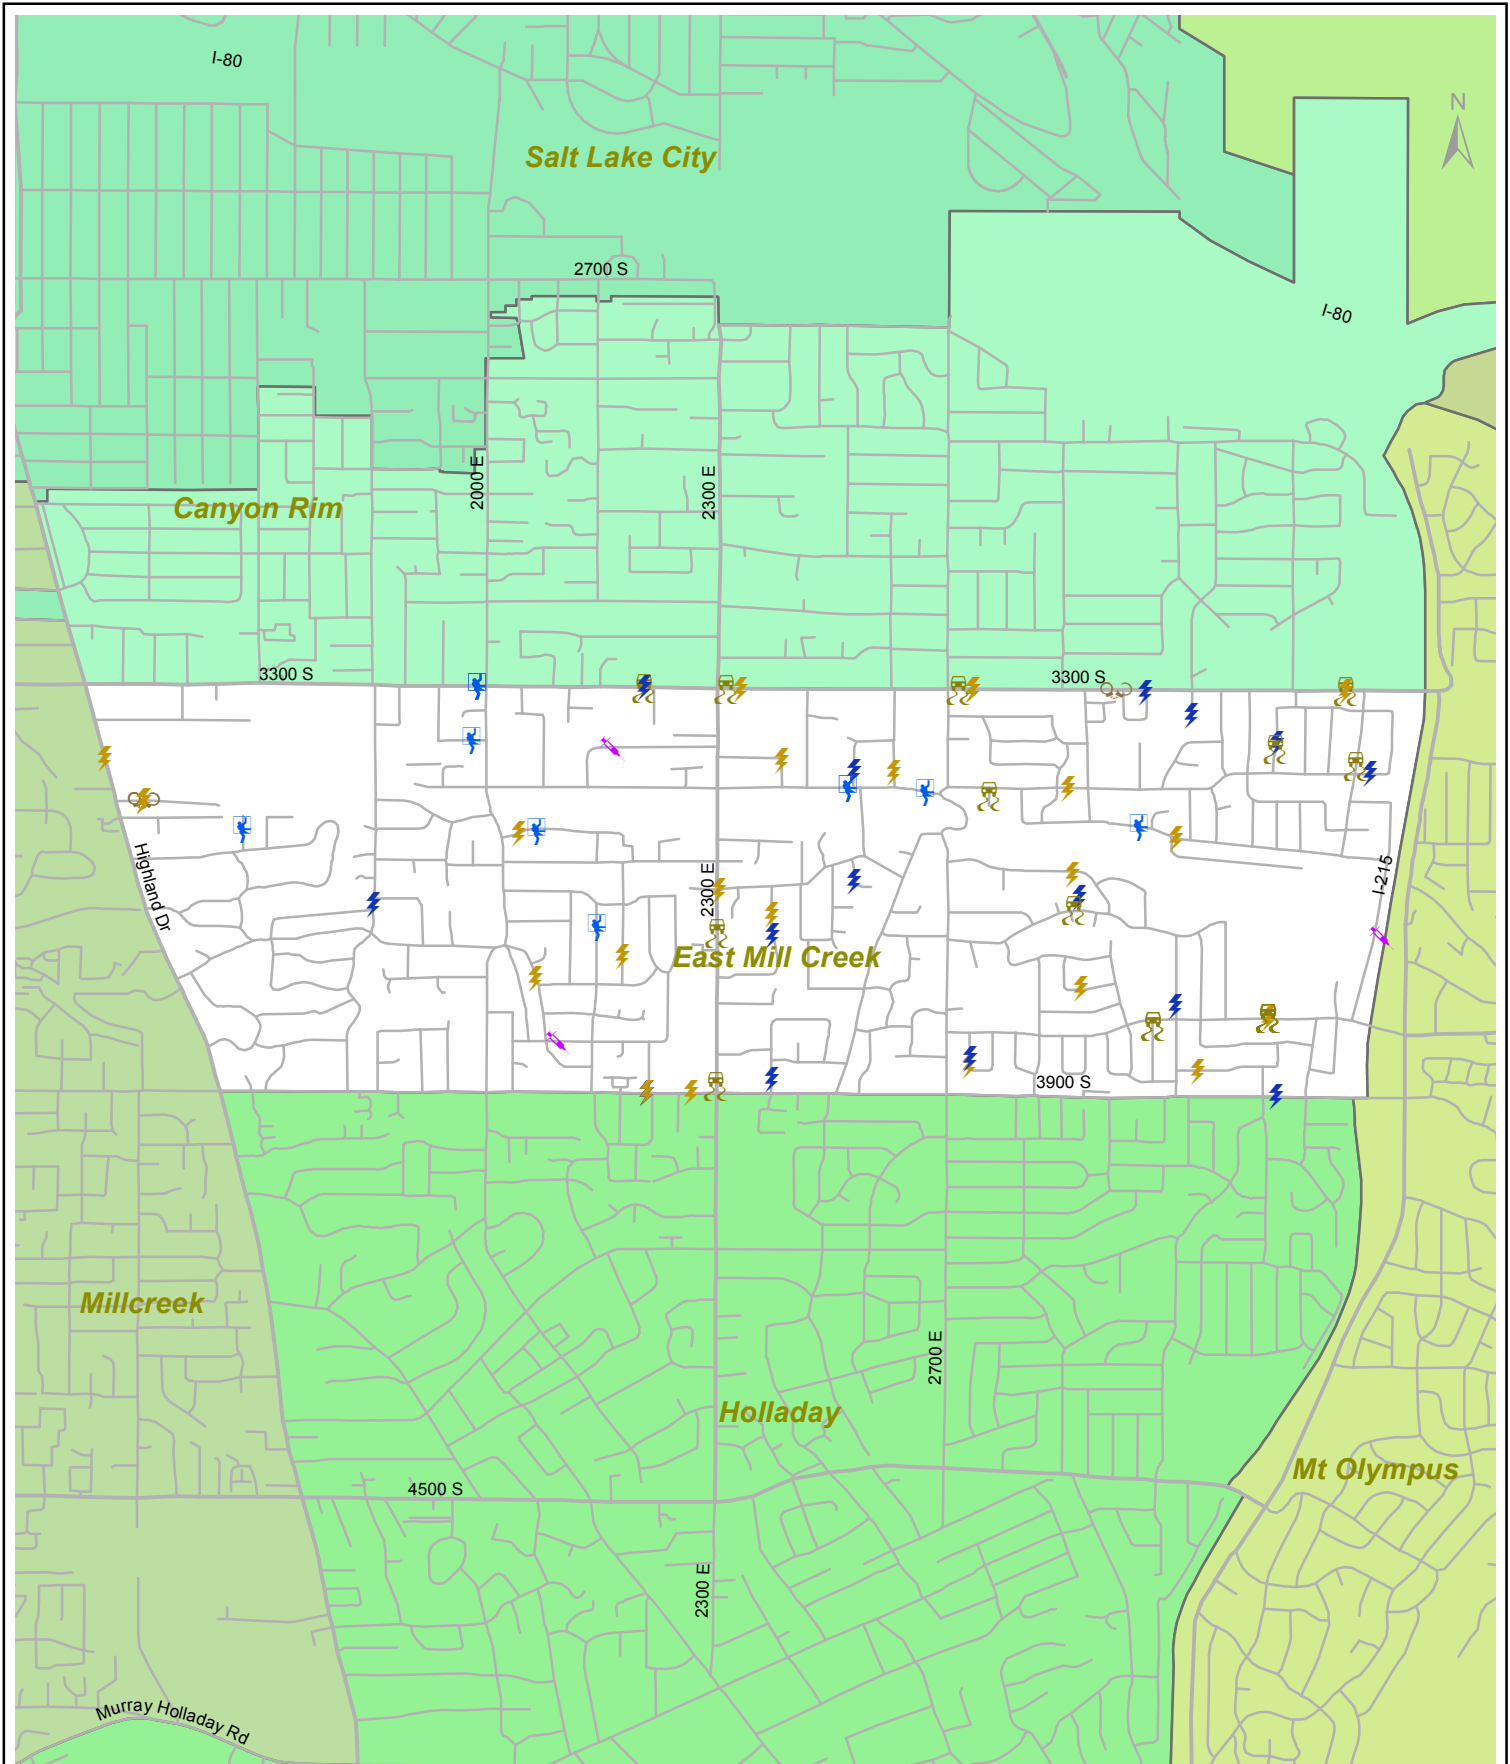 I-80
N
Salt Lake City
2700 S
I-80
2000 E
2300 E
Canyon Rim
3300 S
3300 S
Highland Dr
2300 E
I-215
East Mill Creek
3900 S
Millcreek
2700 E
Holladay
Mt Olympus
4500 S
2300 E
Murray Holladay Rd